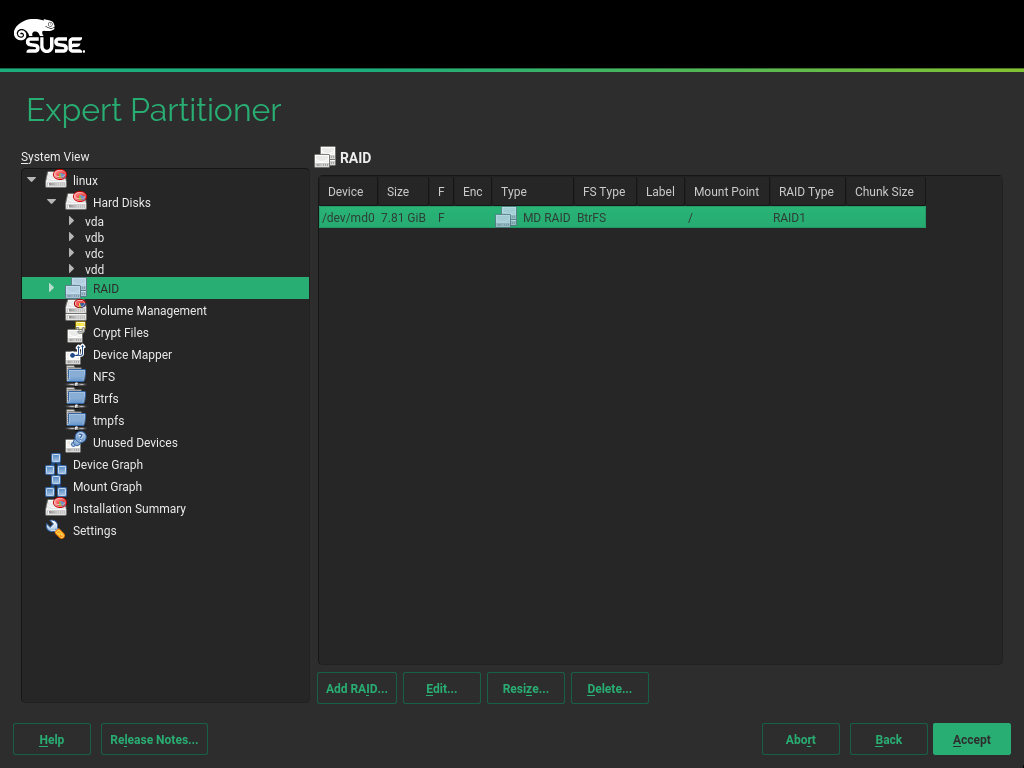 SUSE.
Expert Partitioner
System View
linux
Hard Disks
vda
vdb
vdc
vdd
RAID
Volume Management
Crypt Files
Device Mapper
NFS
Btrfs
tmpfs
Unused Devices
Device Graph
Mount Graph
Installation Summary
Settings
RAID
Device Size F Enc Type FS Type Label Mount Point RAID Type Chunk Size
/dev/md0 7.81 GiB F MD RAID BtrFS / RAID1
Add RAID... Edit... Resize... Delete...
Help Release Notes... Abort Back Accept